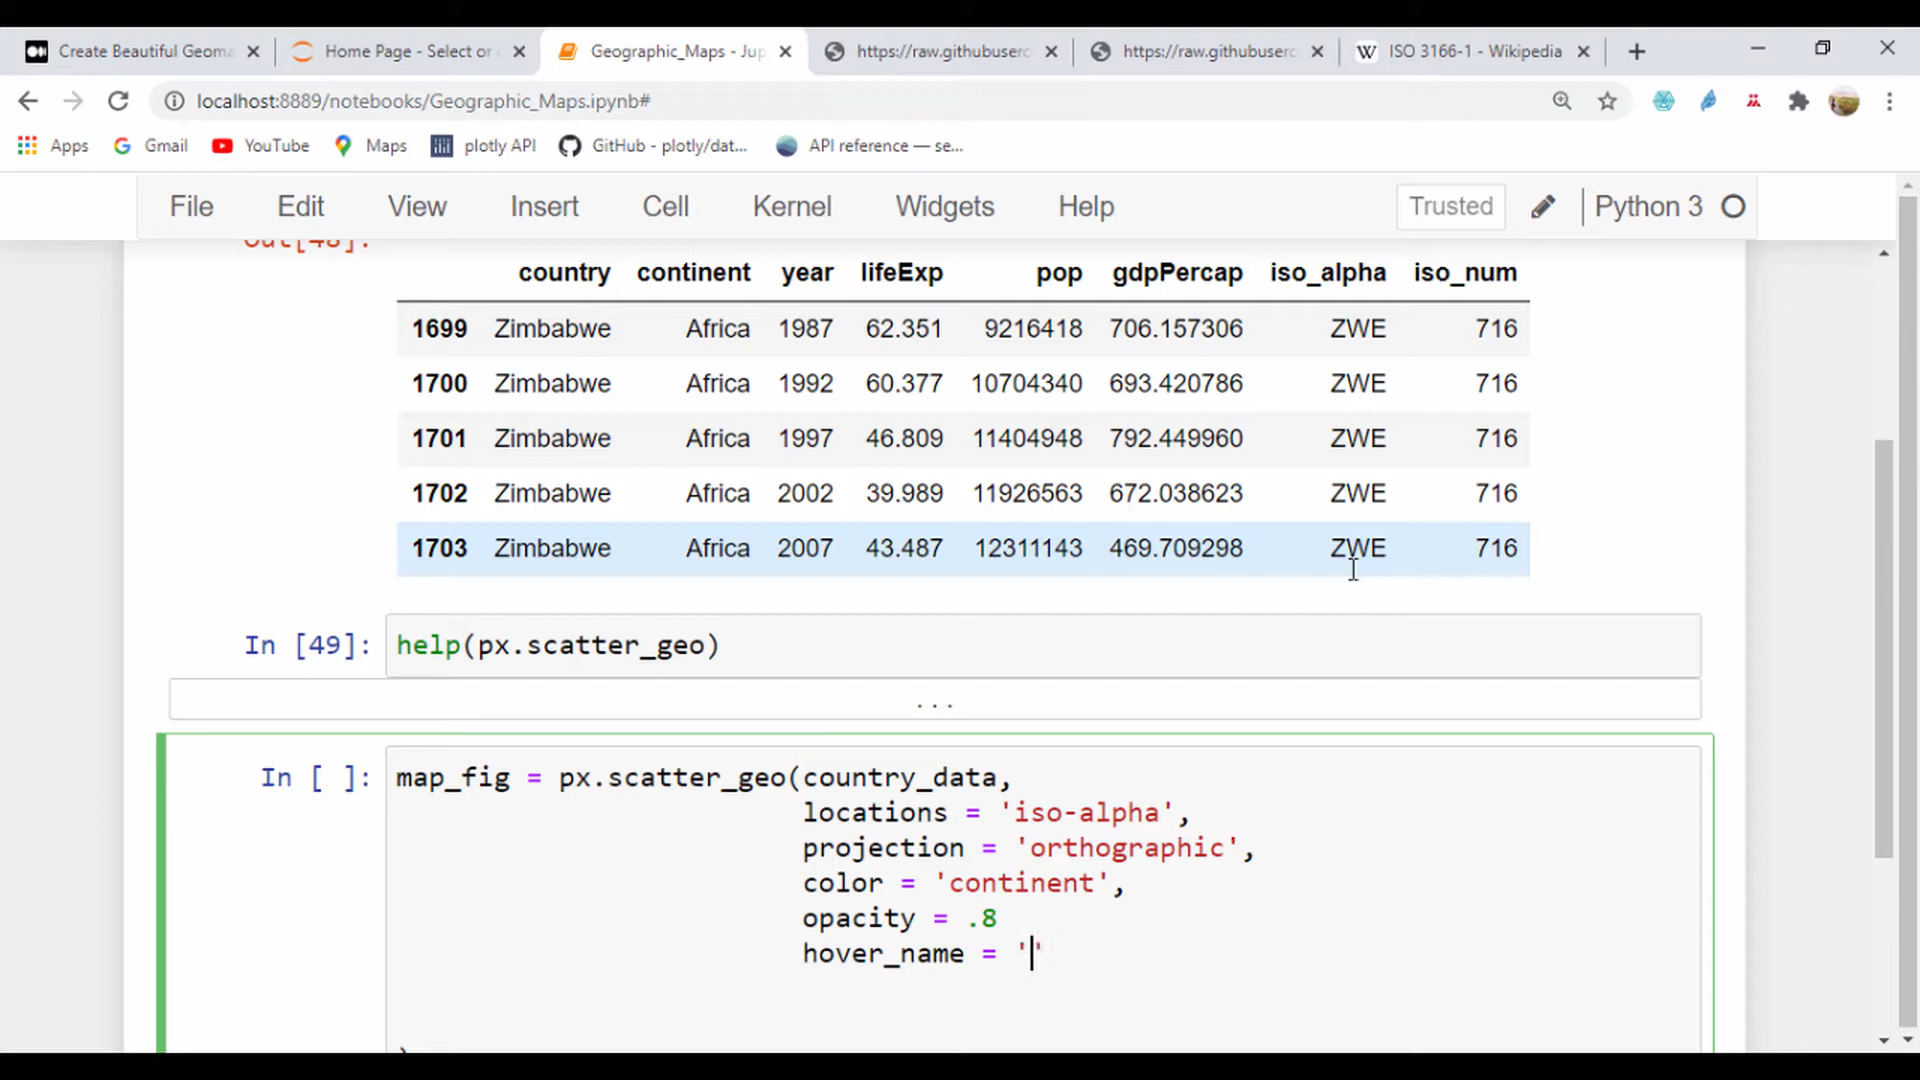 Create Beautiful Geoma
Home Page - Select or
Geographic_Maps - Jup
https://raw.githubuserc
https://raw.githubuserc
ISO 3166-1 - Wikipedia
localhost:8889/notebooks/Geographic_Maps.ipynb#
Apps Gmail YouTube Maps plotly API GitHub - plotly/dat... API reference — se...
File Edit View Insert Cell Kernel Widgets Help Trusted Python 3
Out[48]:
country continent year lifeExp pop gdpPercap iso_alpha iso_num
1699 Zimbabwe Africa 1987 62.351 9216418 706.157306 ZWE 716
1700 Zimbabwe Africa 1992 60.377 10704340 693.420786 ZWE 716
1701 Zimbabwe Africa 1997 46.809 11404948 792.449960 ZWE 716
1702 Zimbabwe Africa 2002 39.989 11926563 672.038623 ZWE 716
1703 Zimbabwe Africa 2007 43.487 12311143 469.709298 ZWE 716
In [49]: help(px.scatter_geo)
...
In [ ]: map_fig = px.scatter_geo(country_data,
locations = 'iso-alpha',
projection = 'orthographic',
color = 'continent',
opacity = .8
hover_name = ''
)